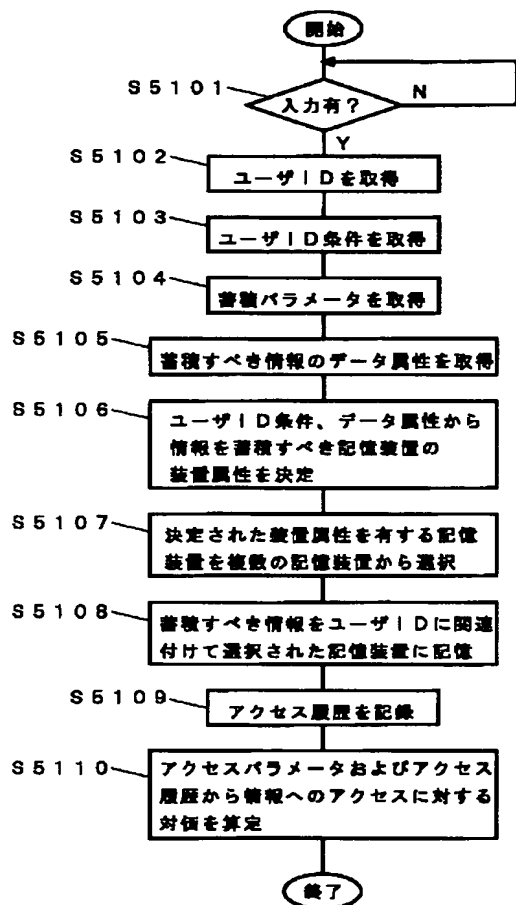 開始
S5101
入力有?
N
Y
S5102
ユーザIDを取得
S5103
ユーザID条件を取得
S5104
蓄積パラメータを取得
S5105
蓄積すべき情報のデータ属性を取得
S5106
ユーザID条件、データ属性から
情報を蓄積すべき記憶装置の
装置属性を決定
S5107
決定された装置属性を有する記憶
装置を複数の記憶装置から選択
S5108
蓄積すべき情報をユーザIDに関連
付けて選択された記憶装置に記憶
S5109
アクセス履歴を記録
S5110
アクセスパラメータおよびアクセス
履歴から情報へのアクセスに対する
対価を算定
終了